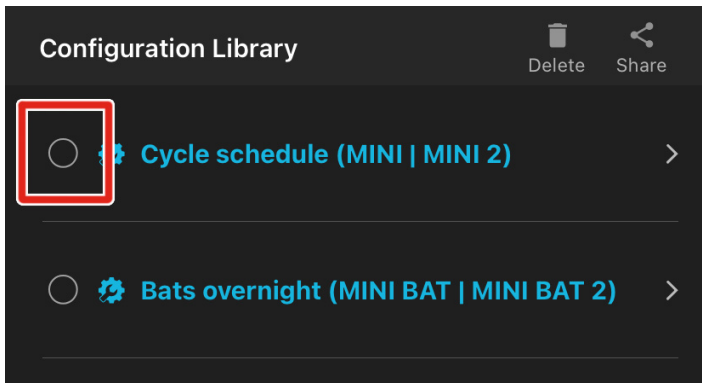 Configuration Library
Delete Share
Cycle schedule (MINI | MINI 2)
Bats overnight (MINI BAT | MINI BAT 2)